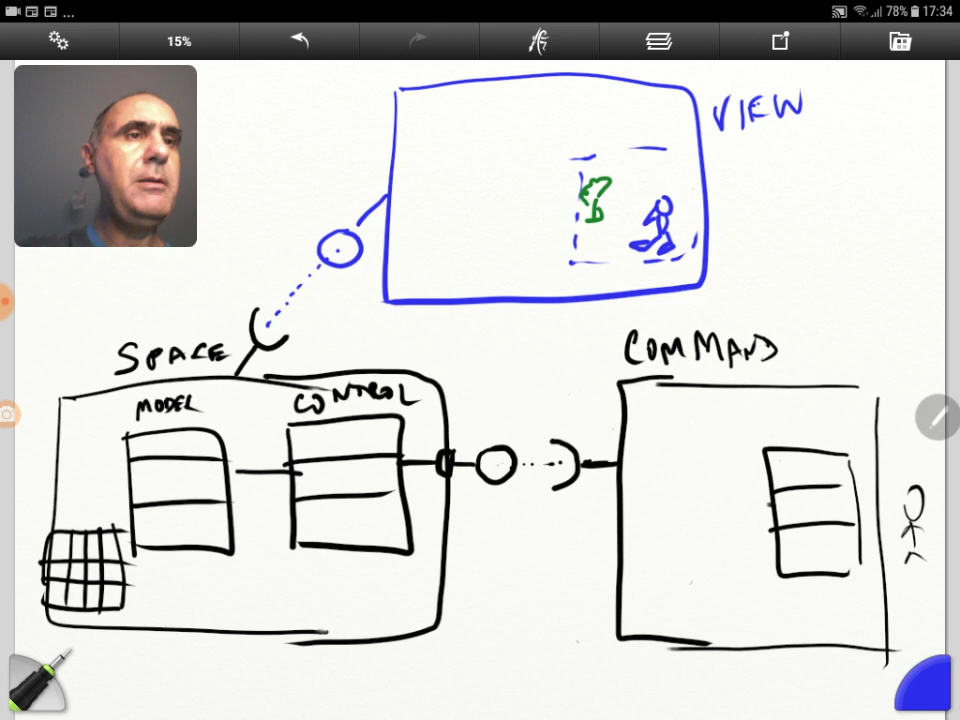 ... 78% 17:34
15%
VIEW
SPACE
COMMAND
MODEL
CONTROL